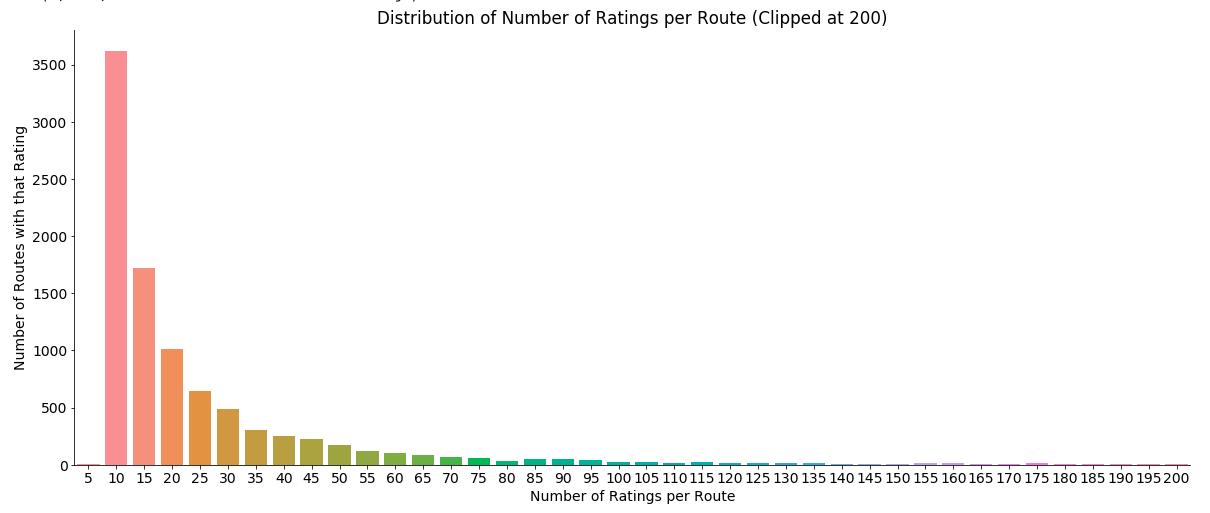 Distribution of Number of Ratings per Route (Clipped at 200)
Number of Routes with that Rating
3500
3000
2500
2000
1500
1000
500
0
5 10 15 20 25 30 35 40 45 50 55 60 65 70 75 80 85 90 95 100 105 110 115 120 125 130 135 140 145 150 155 160 165 170 175 180 185 190 195 200
Number of Ratings per Route